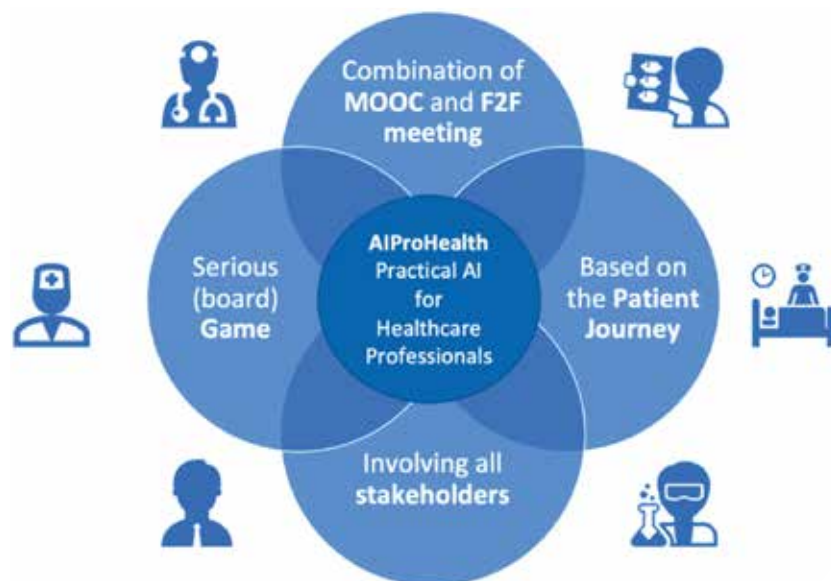 Combination of
MOOC and F2F
meeting
AIProHealth
Practical AI
for
Healthcare
Professionals
Serious
(board)
Game
Based on
the Patient
Journey
Involving all
stakeholders